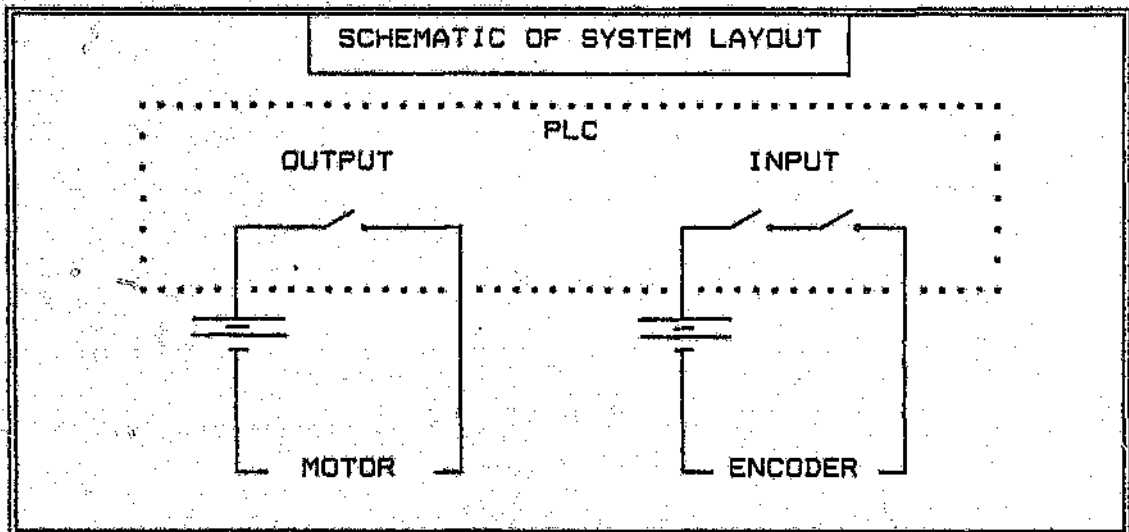 SCHEMATIC OF SYSTEM LAYOUT
PLC
OUTPUT INPUT
MOTOR ENCODER